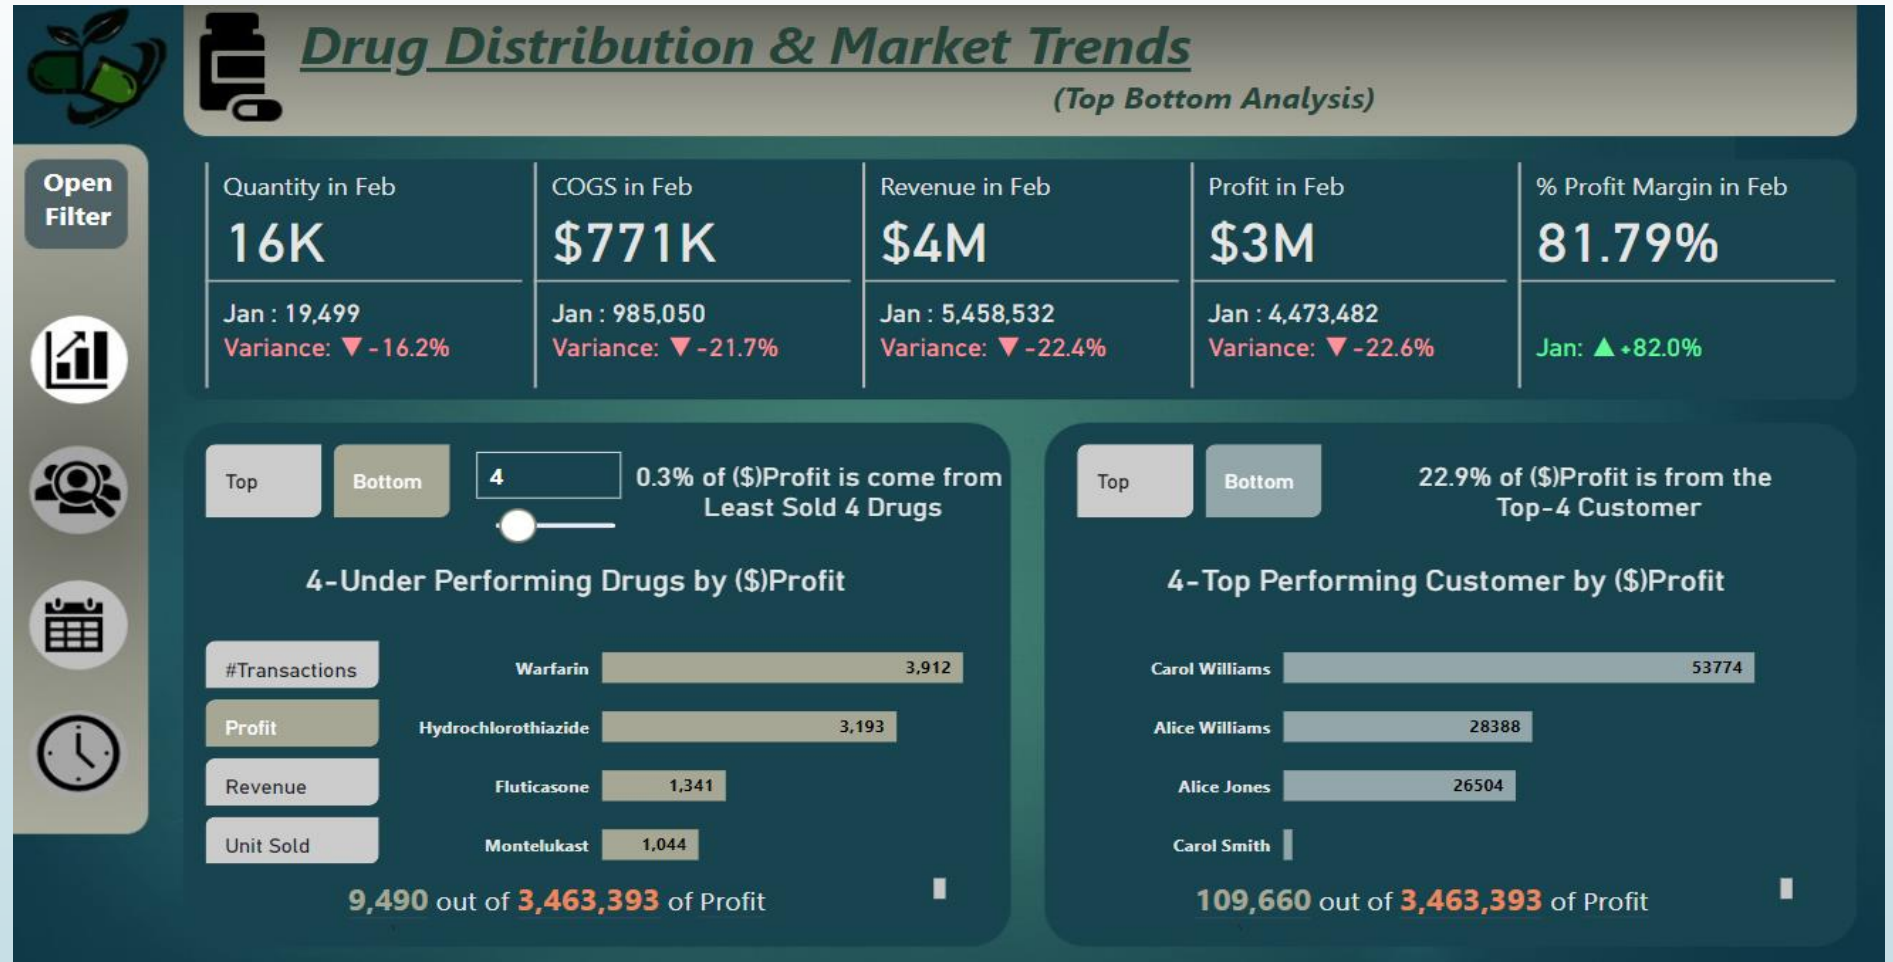 Drug Distribution & Market Trends
(Top Bottom Analysis)
Open
Filter
Quantity in Feb
16K
Jan : 19,499
Variance: ▼ -16.2%
COGS in Feb
$771K
Jan : 985,050
Variance: ▼ -21.7%
Revenue in Feb
$4M
Jan : 5,458,532
Variance: ▼ -22.4%
Profit in Feb
$3M
Jan : 4,473,482
Variance: ▼ -22.6%
% Profit Margin in Feb
81.79%
Jan: ▲ +82.0%
Top
Bottom
4
0.3% of ($)Profit is come from
Least Sold 4 Drugs
4-Under Performing Drugs by ($)Profit
#Transactions
Profit
Revenue
Unit Sold
Warfarin 3,912
Hydrochlorothiazide 3,193
Fluticasone 1,341
Montelukast 1,044
9,490 out of 3,463,393 of Profit
Top
Bottom
22.9% of ($)Profit is from the
Top-4 Customer
4-Top Performing Customer by ($)Profit
Carol Williams 53774
Alice Williams 28388
Alice Jones 26504
Carol Smith
109,660 out of 3,463,393 of Profit